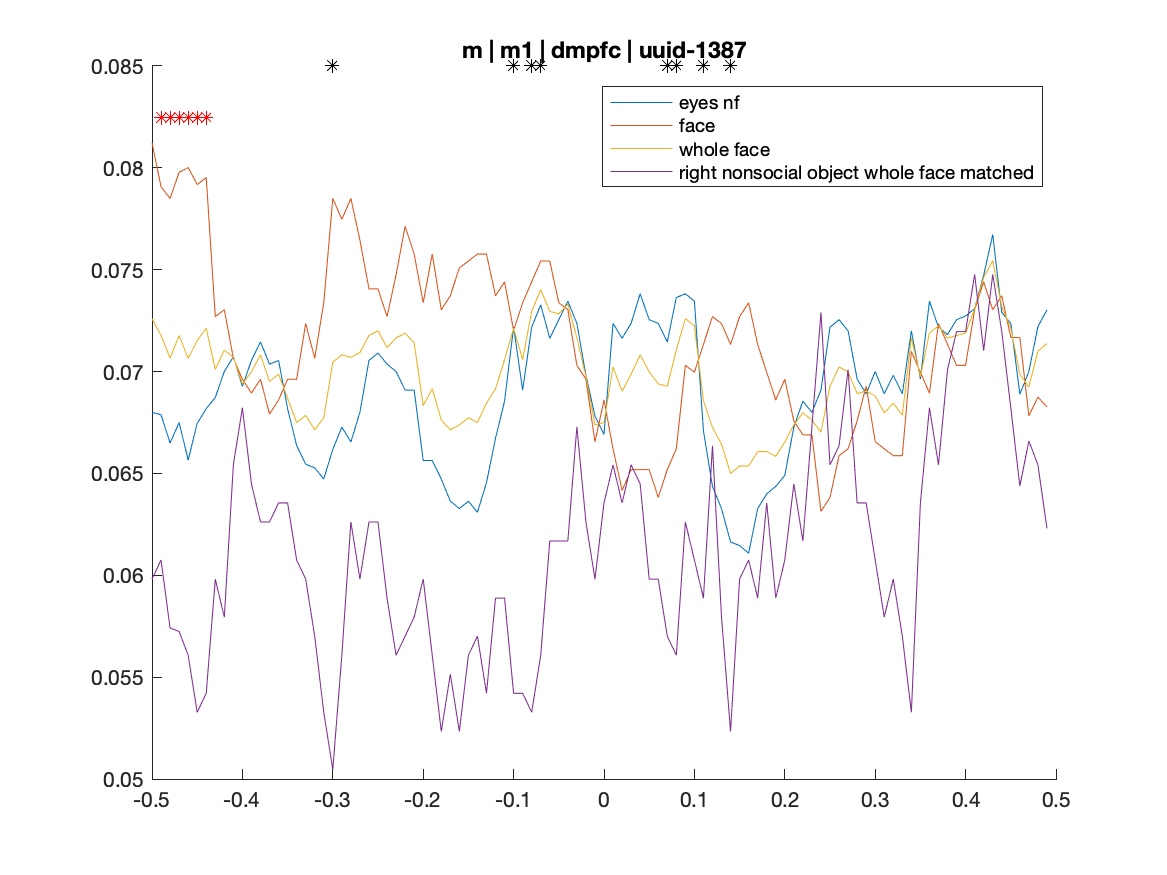 m | m1 | dmpfc | uuid-1387
0.085
0.08
0.075
0.07
0.065
0.06
0.055
0.05
eyes nf
face
whole face
right nonsocial object whole face matched
-0.5 -0.4 -0.3 -0.2 -0.1 0 0.1 0.2 0.3 0.4 0.5